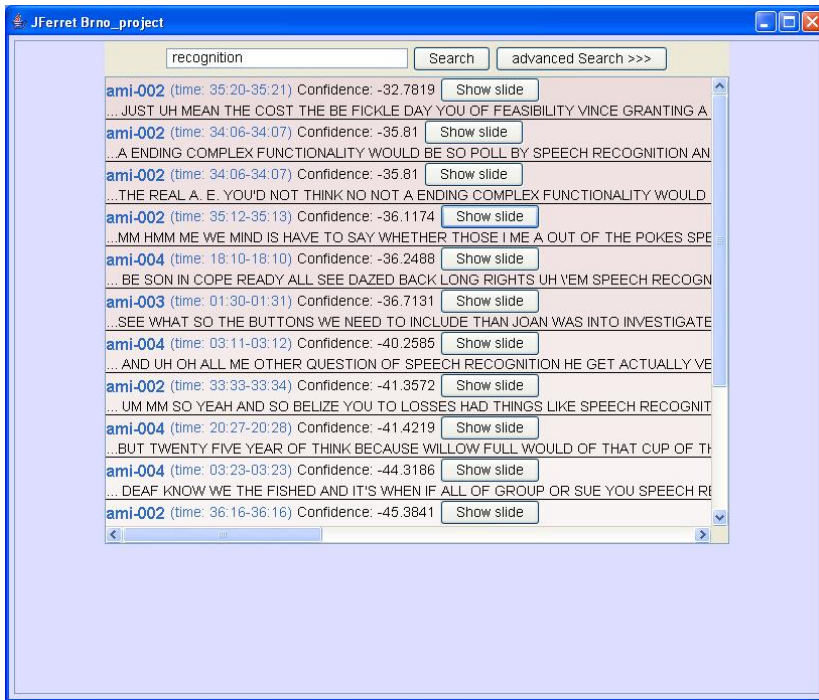 JFerret Brno_project
recognition Search advanced Search >>>
ami-002 (time: 35:20-35:21) Confidence: -32.7819 Show slide
... JUST UH MEAN THE COST THE BE FICKLE DAY YOU OF FEASIBILITY VINCE GRANTING A
ami-002 (time: 34:06-34:07) Confidence: -35.81 Show slide
...A ENDING COMPLEX FUNCTIONALITY WOULD BE SO POLL BY SPEECH RECOGNITION AN
ami-002 (time: 34:06-34:07) Confidence: -35.81 Show slide
...THE REAL A. E. YOU'D NOT THINK NO NOT A ENDING COMPLEX FUNCTIONALITY WOULD
ami-002 (time: 35:12-35:13) Confidence: -36.1174 Show slide
...MM HMM ME WE MIND IS HAVE TO SAY WHETHER THOSE I ME A OUT OF THE POKES SPE
ami-004 (time: 18:10-18:10) Confidence: -36.2488 Show slide
... BE SON IN COPE READY ALL SEE DAZED BACK LONG RIGHTS UH \'EM SPEECH RECOGN
ami-003 (time: 01:30-01:31) Confidence: -36.7131 Show slide
...SEE WHAT SO THE BUTTONS WE NEED TO INCLUDE THAN JOAN WAS INTO INVESTIGATE
ami-004 (time: 03:11-03:12) Confidence: -40.2585 Show slide
... AND UH OH ALL ME OTHER QUESTION OF SPEECH RECOGNITION HE GET ACTUALLY VE
ami-002 (time: 33:33-33:34) Confidence: -41.3572 Show slide
... UM MM SO YEAH AND SO BELIZE YOU TO LOSSES HAD THINGS LIKE SPEECH RECOGNIT
ami-004 (time: 20:27-20:28) Confidence: -41.4219 Show slide
...BUT TWENTY FIVE YEAR OF THINK BECAUSE WILLOW FULL WOULD OF THAT CUP OF TH
ami-004 (time: 03:23-03:23) Confidence: -44.3186 Show slide
... DEAF KNOW WE THE FISHED AND IT'S WHEN IF ALL OF GROUP OR SUE YOU SPEECH RE
ami-002 (time: 36:16-36:16) Confidence: -45.3841 Show slide